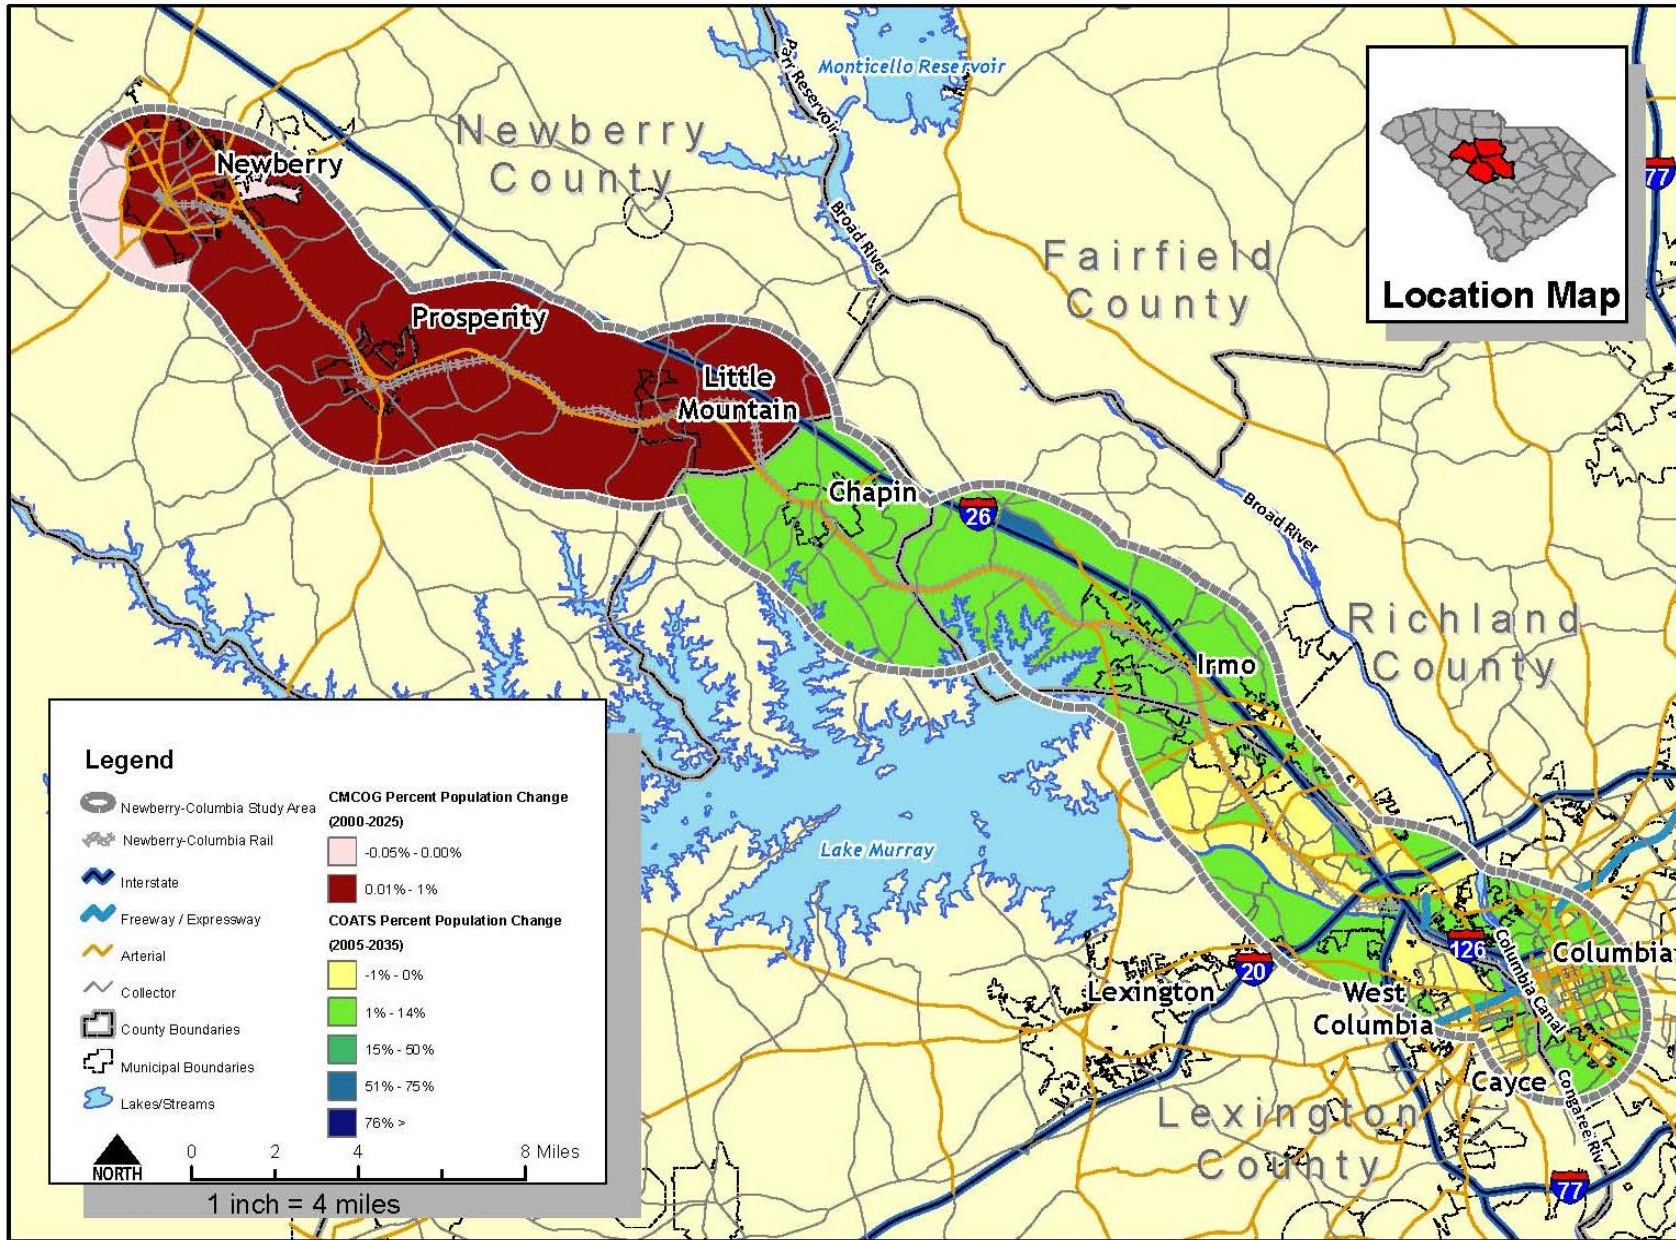 Monticello Reservoir
Parr Reservoir
Newberry
County
Newberry
Broad River
Fairfield
County
77
Location Map
Prosperity
Little
Mountain
Chapin
26
Broad River
Richland
County
Irmo
Lake Murray
Columbia
126
Columbia Canal
20
Lexington
West
Columbia
Cayce
Congaree Riv
Lexington
County
77
Legend
Newberry-Columbia Study Area
Newberry-Columbia Rail
Interstate
Freeway / Expressway
Arterial
Collector
County Boundaries
Municipal Boundaries
Lakes/Streams
CMCOG Percent Population Change
(2000-2025)
-0.05% - 0.00%
0.01% - 1%
COATS Percent Population Change
(2005-2035)
-1% - 0%
1% - 14%
15% - 50%
51% - 75%
76% >
NORTH
0 2 4 8 Miles
1 inch = 4 miles